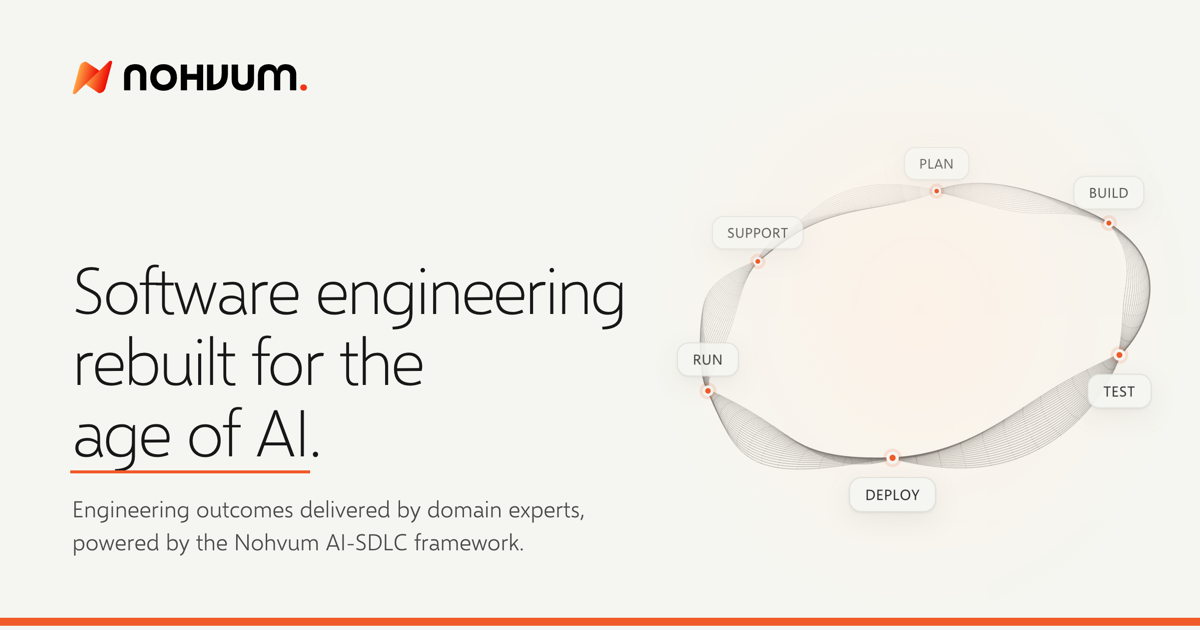 NOHVUM.
Software engineering
rebuilt for the
age of AI.
Engineering outcomes delivered by domain experts,
powered by the Nohvum AI-SDLC framework.
PLAN
BUILD
SUPPORT
RUN
TEST
DEPLOY